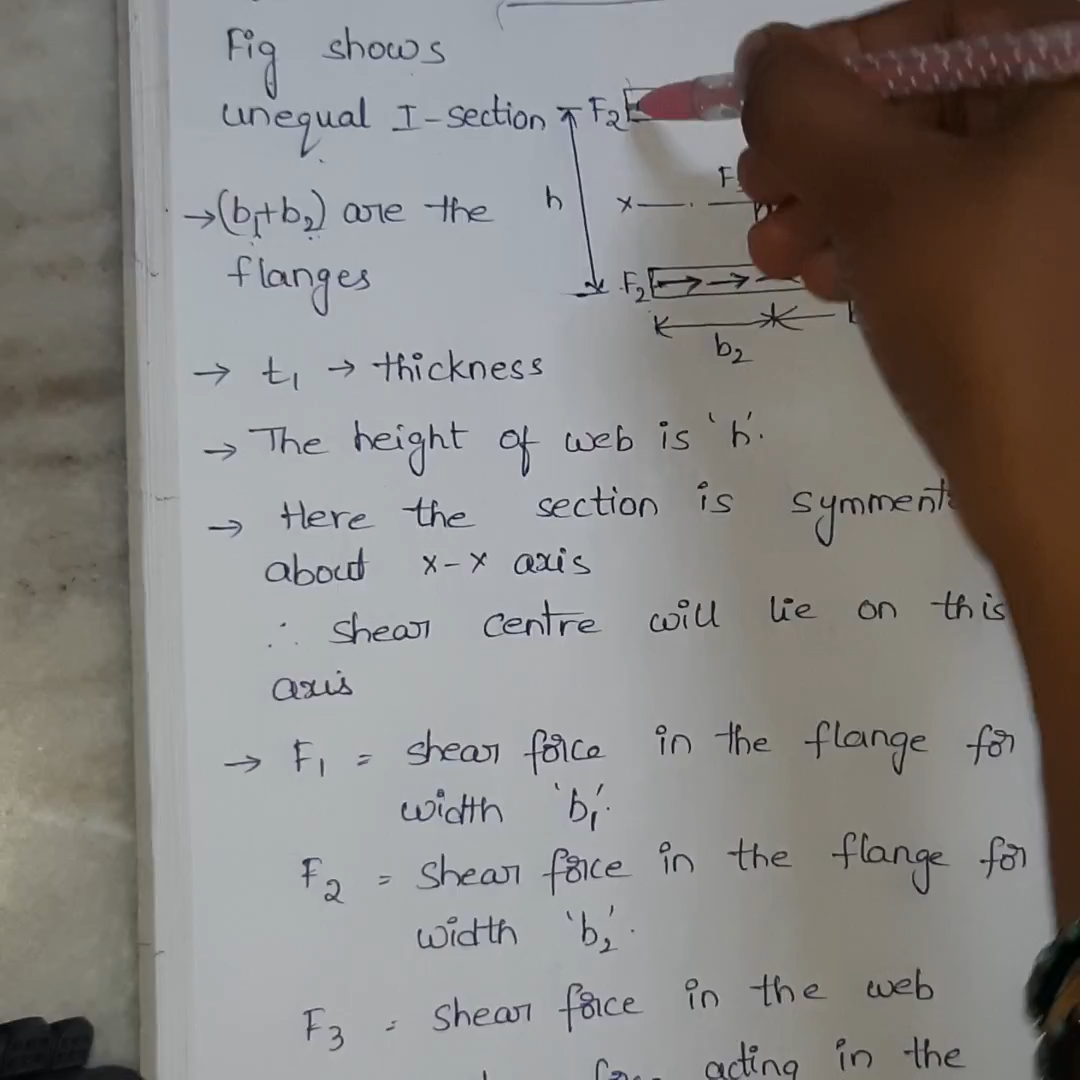 Fig shows
unequal I-section
F2
→(b1+b2) are the
h
x
F
flanges
F2
b2
→ t1 → thickness
→ The height of web is 'h'.
→ Here the section is symment
about x-x axis
∴ shear centre will lie on this
axis
→ F1 = shear force in the flange for
width 'b1'.
F2 = shear force in the flange for
width 'b2'.
F3 = shear force in the web
acting in the